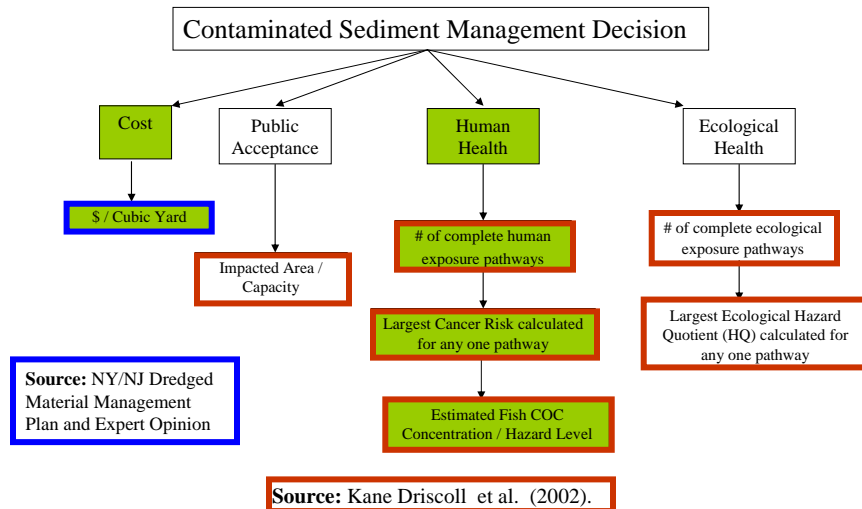 Contaminated Sediment Management Decision
Cost
Public
Acceptance
Human
Health
Ecological
Health
$ / Cubic Yard
Impacted Area /
Capacity
# of complete human
exposure pathways
Largest Cancer Risk calculated
for any one pathway
Estimated Fish COC
Concentration / Hazard Level
# of complete ecological
exposure pathways
Largest Ecological Hazard
Quotient (HQ) calculated for
any one pathway
Source: NY/NJ Dredged
Material Management
Plan and Expert Opinion
Source: Kane Driscoll et al. (2002).